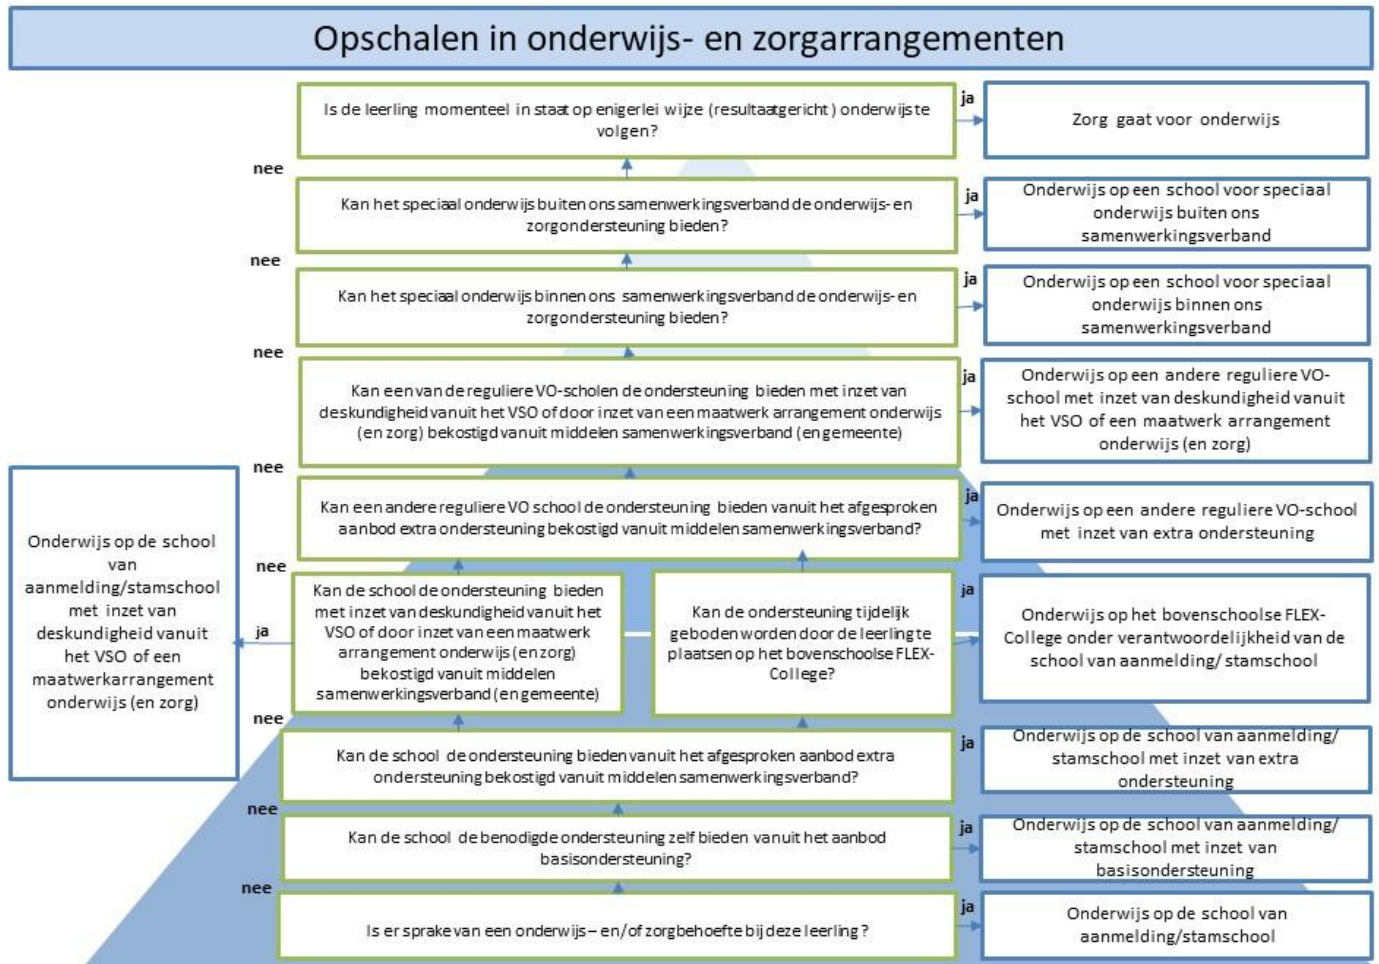 Opschalen in onderwijs- en zorgarrangementen
Is de leerling momenteel in staat op enigerlei wijze (resultaatgericht) onderwijs te
volgen?
ja
Zorg gaat voor onderwijs
nee
Kan het speciaal onderwijs buiten ons samenwerkingsverband de onderwijs- en
zorgondersteuning bieden?
ja
Onderwijs op een school voor speciaal
onderwijs buiten ons
samenwerkingsverband
nee
Kan het speciaal onderwijs binnen ons samenwerkingsverband de onderwijs- en
zorgondersteuning bieden?
ja
Onderwijs op een school voor speciaal
onderwijs binnen ons
samenwerkingsverband
nee
Kan een van de reguliere VO-scholen de ondersteuning bieden met inzet van
deskundigheid vanuit het VSO of door inzet van een maatwerk arrangement onderwijs
(en zorg) bekostigd vanuit middelen samenwerkingsverband (en gemeente)
ja
Onderwijs op een andere reguliere VO-
school met inzet van deskundigheid vanuit
het VSO of een maatwerk arrangement
onderwijs (en zorg)
nee
Kan een andere reguliere VO school de ondersteuning bieden vanuit het afgesproken
aanbod extra ondersteuning bekostigd vanuit middelen samenwerkingsverband?
ja
Onderwijs op een andere reguliere VO-school
met inzet van extra ondersteuning
Onderwijs op de school
van
aanmelding/stamschool
met inzet van
deskundigheid vanuit
het VSO of een
maatwerkarrangement
onderwijs (en zorg)
ja
nee
Kan de school de ondersteuning bieden
met inzet van deskundigheid vanuit het
VSO of door inzet van een maatwerk
arrangement onderwijs (en zorg)
bekostigd vanuit middelen
samenwerkingsverband (en gemeente)
Kan de ondersteuning tijdelijk
geboden worden door de leerling te
plaatsen op het bovenschoolse FLEX-
College?
ja
Onderwijs op het bovenschoolse FLEX-
College onder verantwoordelijkheid van de
school van aanmelding/ stamschool
nee
Kan de school de ondersteuning bieden vanuit het afgesproken aanbod extra
ondersteuning bekostigd vanuit middelen samenwerkingsverband?
ja
Onderwijs op de school van aanmelding/
stamschool met inzet van extra
ondersteuning
nee
Kan de school de benodigde ondersteuning zelf bieden vanuit het aanbod
basisondersteuning?
ja
Onderwijs op de school van aanmelding/
stamschool met inzet van
basisondersteuning
nee
Is er sprake van een onderwijs – en/of zorgbehoefte bij deze leerling?
ja
Onderwijs op de school van
aanmelding/stamschool